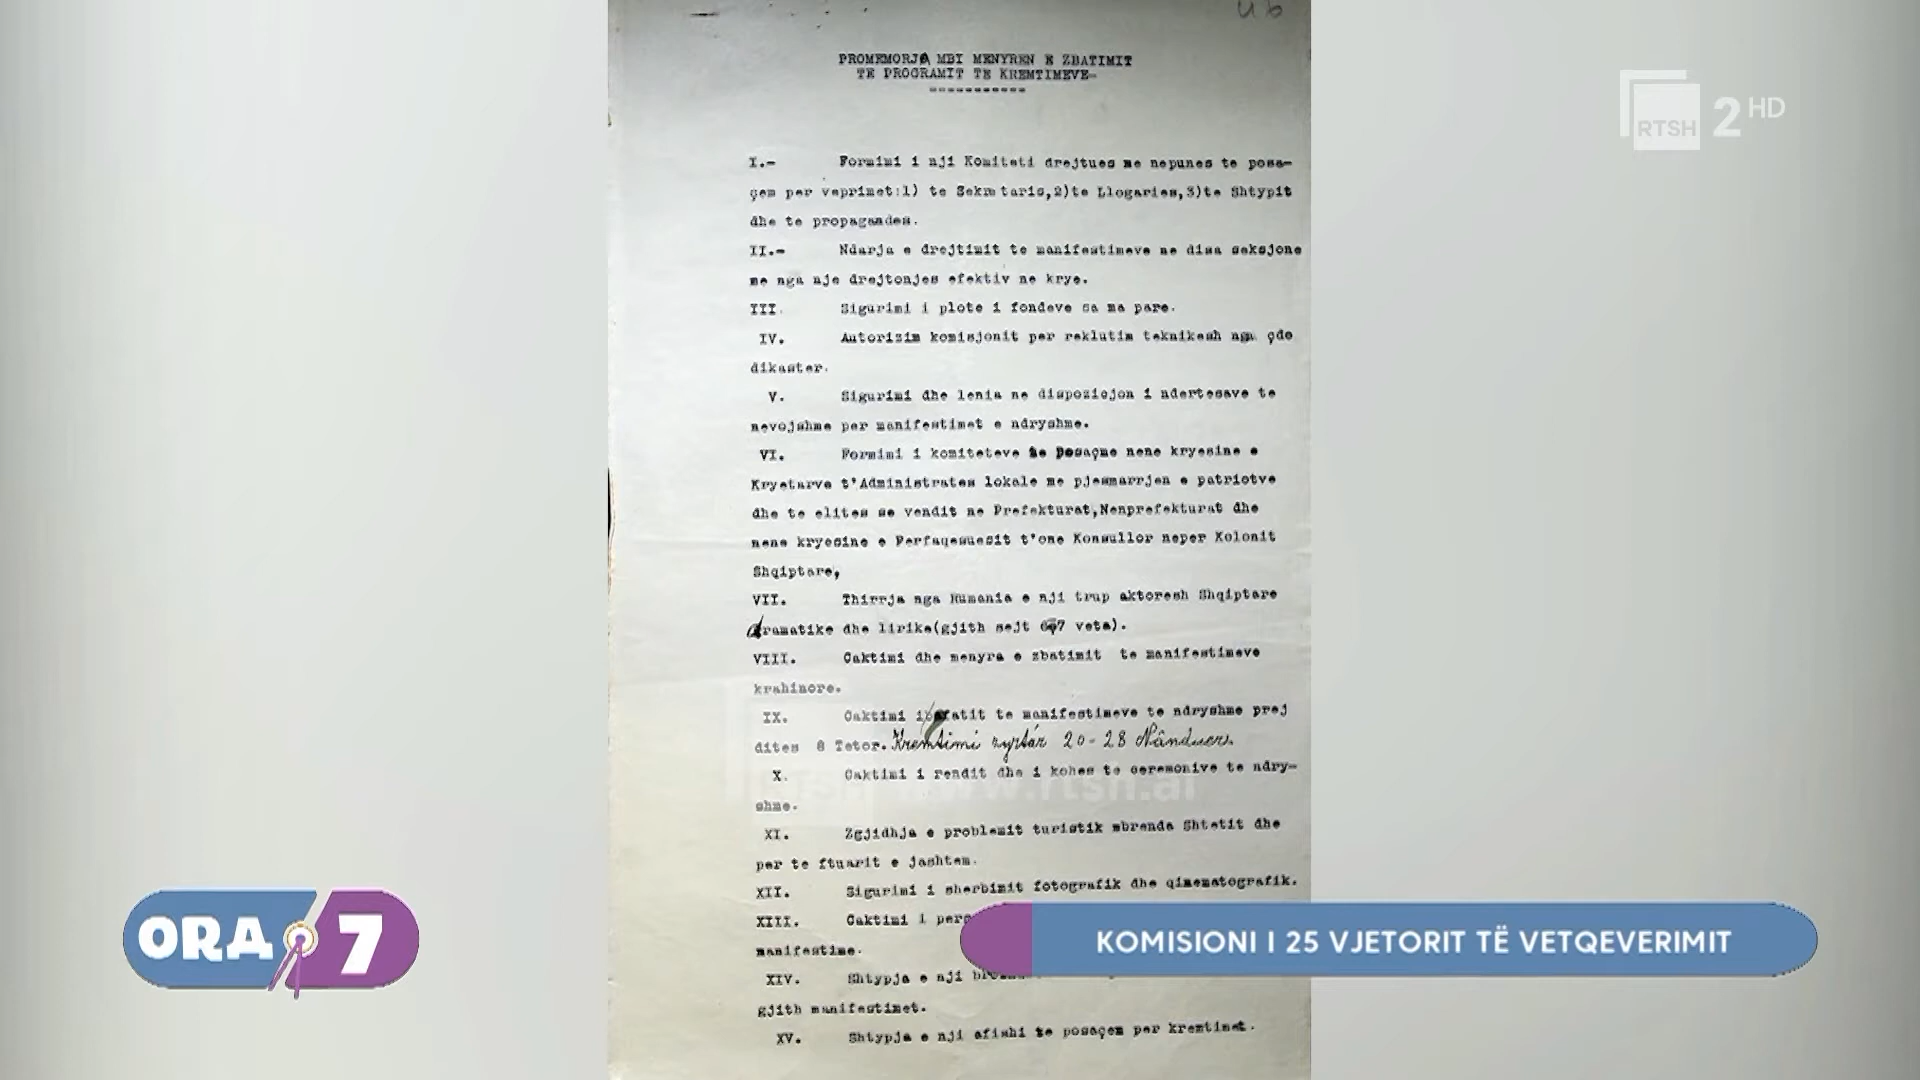 PROMEMORJA MBI MENYREN E ZBATIMIT
TE PROGRAMIT TE KREMTIMEVE-
RTSH 2 HD
I.- Formimi i nji Komiteti drejtues me nepunes te posa-
çem per veprimet:1) te Sekretaris,2)te Llogaries,3)te Shtypit
dhe te propagandes.
II.- Ndarja e drejtimit te manifestimeve ne disa seksjone
me nga nje drejtonjes efektiv ne krye.
III. Sigurimi i plote i fondeve sa ma pare.
IV. Autorizim komisjonit per reklutim teknikesh nga çdo
dikaster.
V. Sigurimi dhe lenia ne dispozicjon i ndertesave te
nevojshme per manifestimet e ndryshme.
VI. Formimi i komiteteve te posaçme nene kryesine e
Kryetarve t'Administrates lokale me pjesmarrjen e patriotve
dhe te elites se vendit ne Prefekturat,Nenprefekturat dhe
nene kryesine e Perfaqesuesit t'one Konsullor neper Kolonit
Shqiptare,
VII. Thirrja nga Rumania e nji trup aktoresh Shqiptare
dramatike dhe lirike(gjith sejt 6-7 veta).
VIII. Caktimi dhe menyra e zbatimit te manifestimeve
krahinore.
IX. Caktimi i te manifestimeve te ndryshme prej
dites 8 Tetor. Kremtimi zyrtár 20-28 Nânduer.
X. Caktimi i rendit dhe i kohes te ceremonive te ndry-
shme.
www.rtsh.al
XI. Zgjidhja e problemit turistik mbrenda Shtetit dhe
per te ftuarit e jashtem.
XII. Sigurimi i sherbimit fotografik dhe qinematografik.
XIII. Caktimi i
manifestime.
XIV. Shtypja e nji
gjith manifestimet.
XV. Shtypja e nji afishi te posaçem per kremtimet.
ORA 7
KOMISIONI I 25 VJETORIT TË VETQEVERIMIT